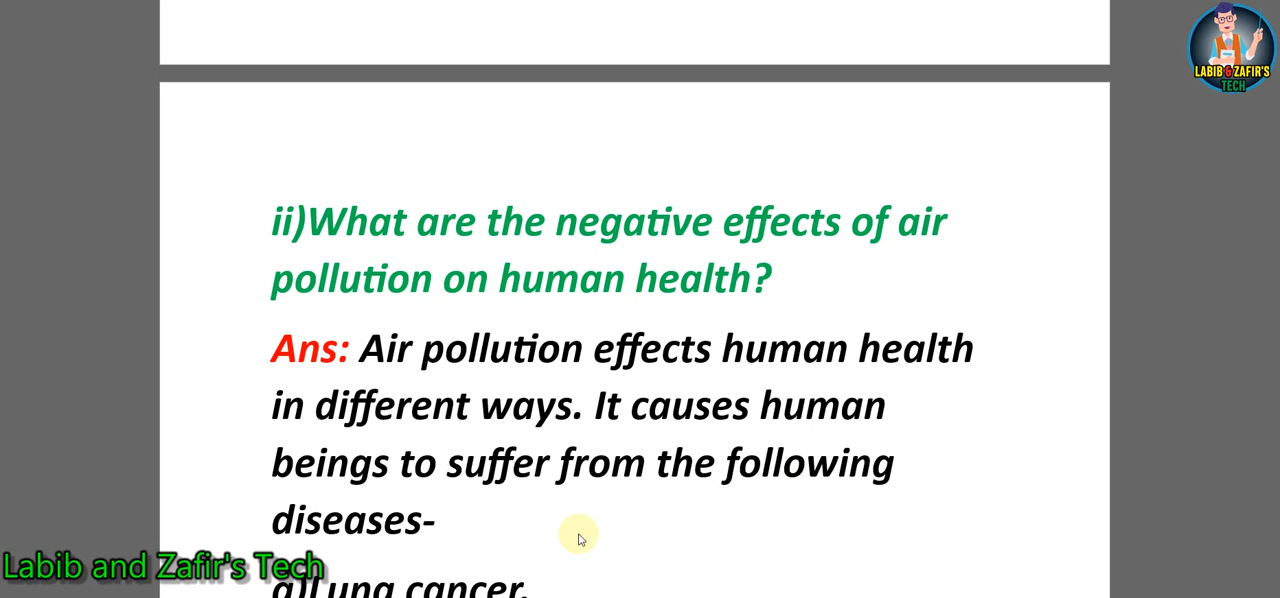 LABIB & ZAFIR'S
TECH
ii)What are the negative effects of air
pollution on human health?
Ans: Air pollution effects human health
in different ways. It causes human
beings to suffer from the following
diseases-
Labib and Zafir's Tech
a)Lung cancer.